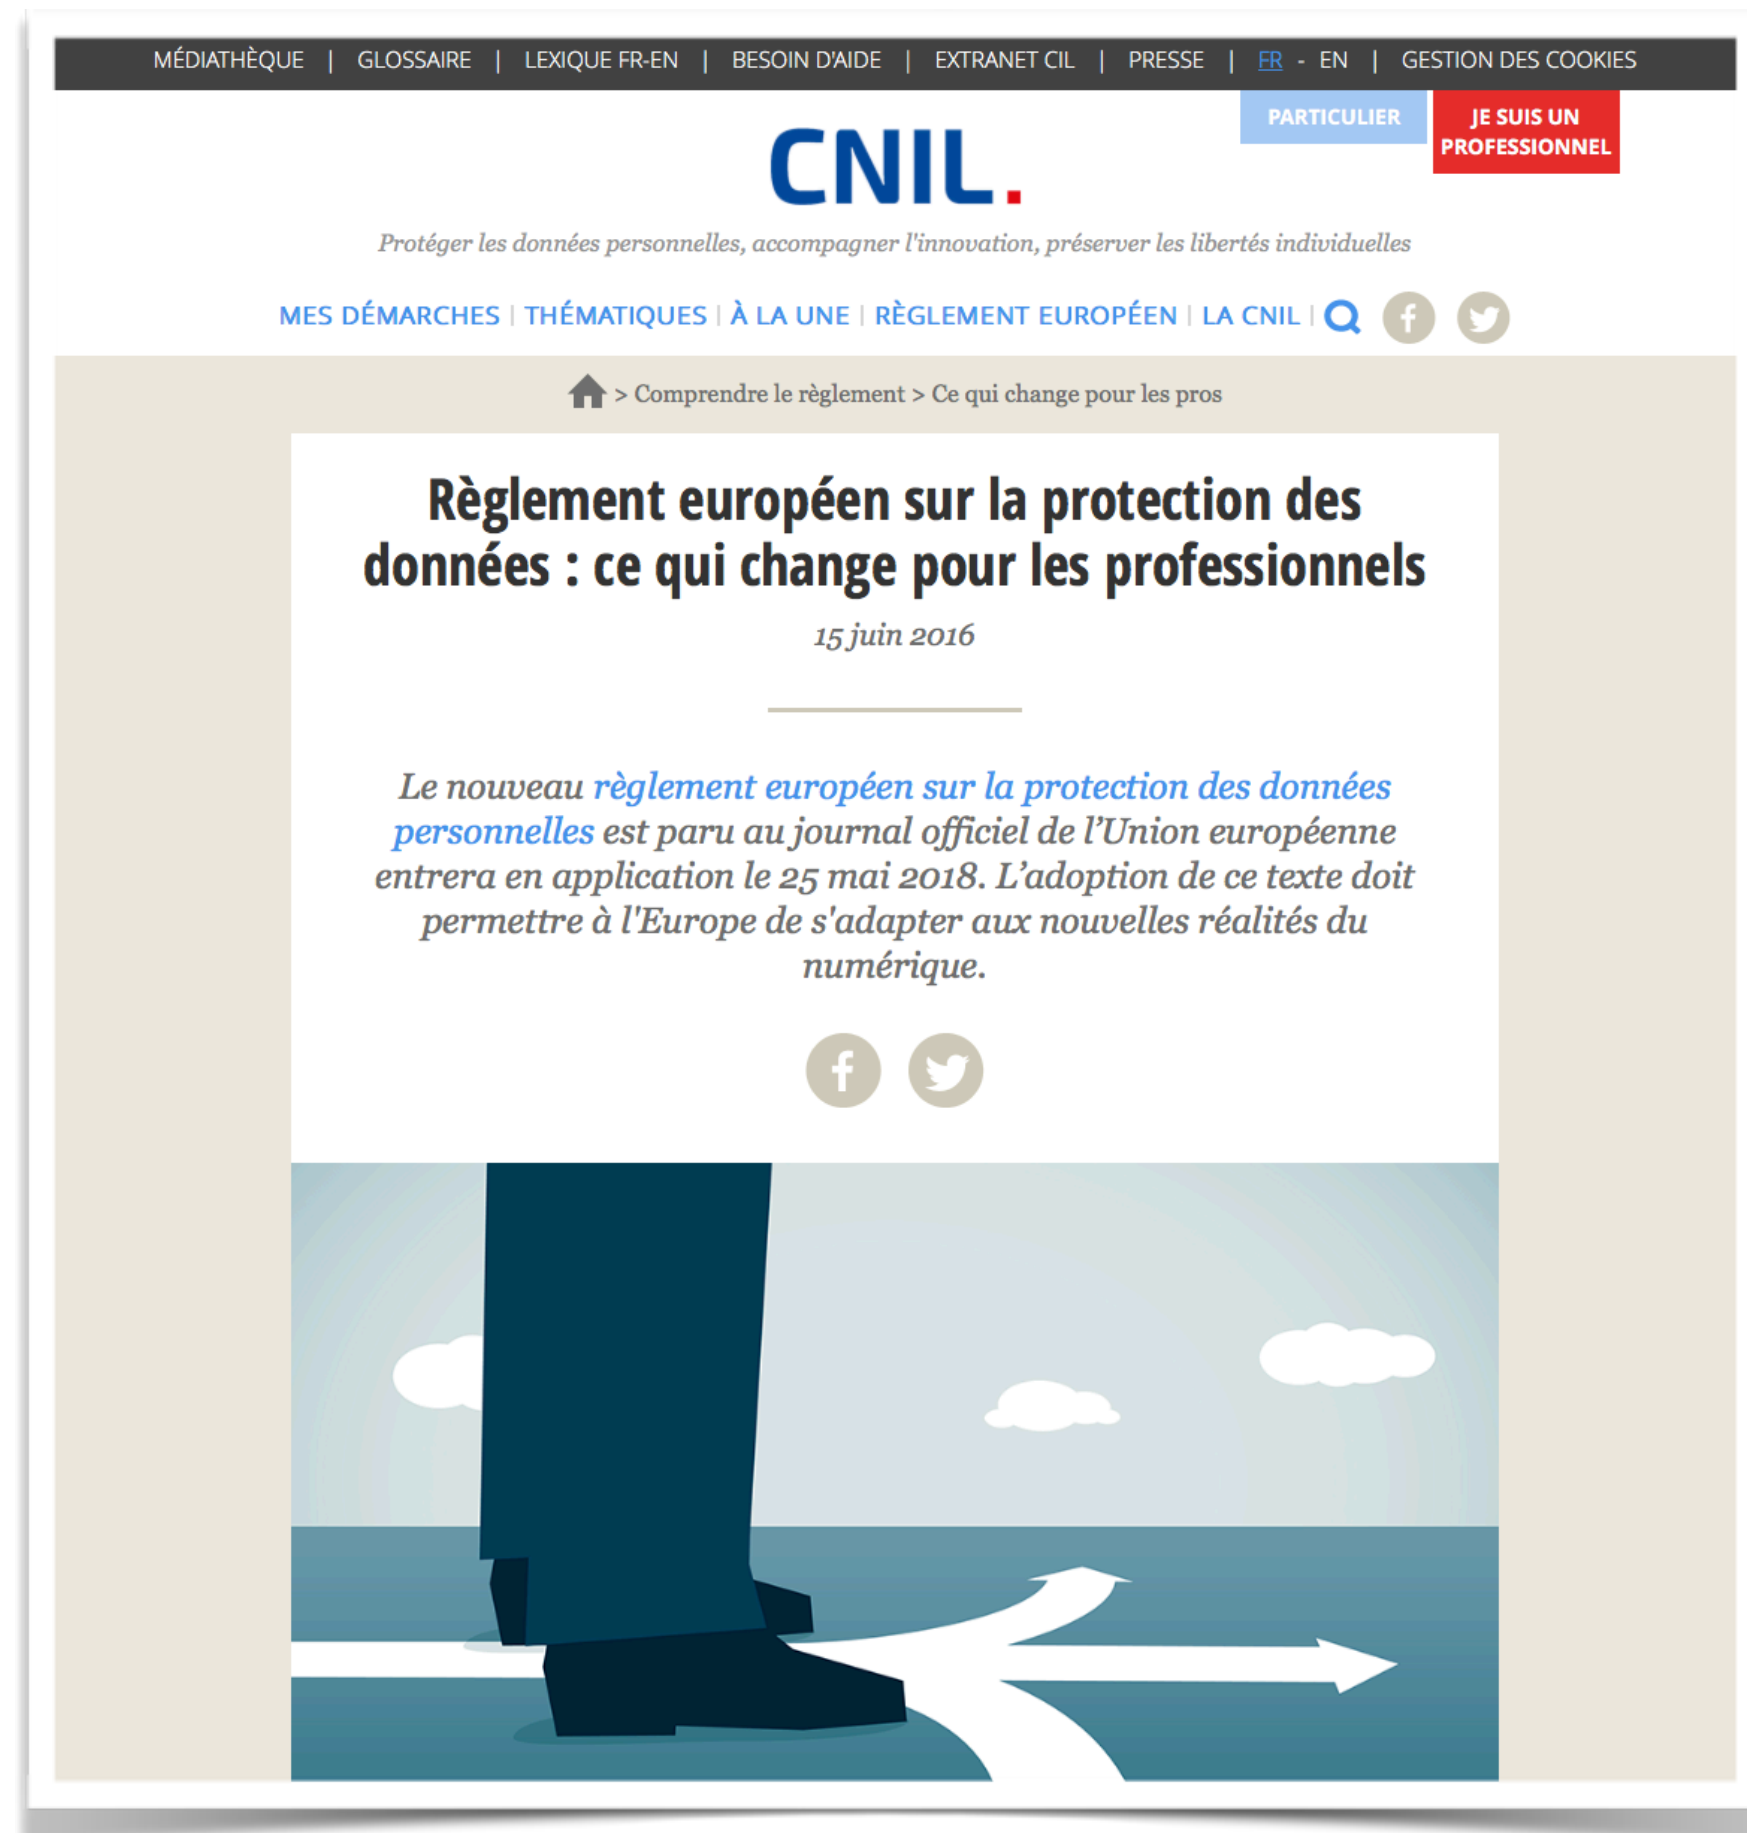 MÉDIATHÈQUE | GLOSSAIRE | LEXIQUE FR-EN | BESOIN D'AIDE | EXTRANET CIL | PRESSE | FR - EN | GESTION DES COOKIES
PARTICULIER
JE SUIS UN
PROFESSIONNEL
CNIL.
Protéger les données personnelles, accompagner l'innovation, préserver les libertés individuelles
MES DÉMARCHES | THÉMATIQUES | À LA UNE | RÈGLEMENT EUROPÉEN | LA CNIL |
> Comprendre le règlement > Ce qui change pour les pros
Règlement européen sur la protection des
données : ce qui change pour les professionnels
15 juin 2016
Le nouveau règlement européen sur la protection des données
personnelles est paru au journal officiel de l’Union européenne
entrera en application le 25 mai 2018. L’adoption de ce texte doit
permettre à l'Europe de s'adapter aux nouvelles réalités du
numérique.